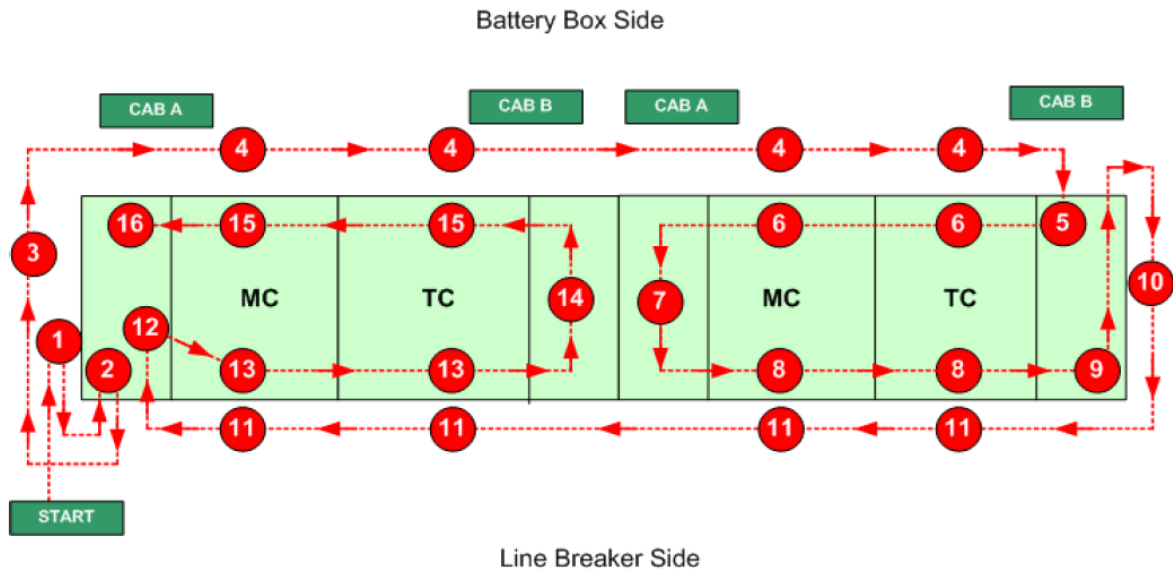 Battery Box Side
CAB A
CAB B
CAB A
CAB B
4
4
4
4
16
15
15
6
6
5
3
MC
TC
14
7
MC
TC
10
1
12
2
13
13
8
8
9
11
11
11
11
START
Line Breaker Side